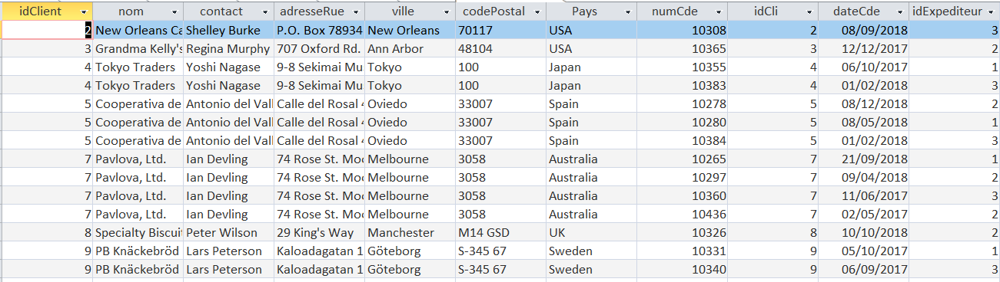 idClient nom contact adresseRue ville codePostal Pays numCde idCli dateCde idExpediteur
2 New Orleans Ca Shelley Burke P.O. Box 78934 New Orleans 70117 USA 10308 2 08/09/2018 3
3 Grandma Kelly's Regina Murphy 707 Oxford Rd. Ann Arbor 48104 USA 10365 3 12/12/2017 2
4 Tokyo Traders Yoshi Nagase 9-8 Sekimai Mu Tokyo 100 Japan 10355 4 06/10/2017 1
4 Tokyo Traders Yoshi Nagase 9-8 Sekimai Mu Tokyo 100 Japan 10383 4 01/02/2018 3
5 Cooperativa de Antonio del Vall Calle del Rosal 4 Oviedo 33007 Spain 10278 5 08/12/2018 2
5 Cooperativa de Antonio del Vall Calle del Rosal 4 Oviedo 33007 Spain 10280 5 08/05/2018 1
5 Cooperativa de Antonio del Vall Calle del Rosal 4 Oviedo 33007 Spain 10384 5 01/02/2018 3
7 Pavlova, Ltd. Ian Devling 74 Rose St. Moo Melbourne 3058 Australia 10265 7 21/09/2018 1
7 Pavlova, Ltd. Ian Devling 74 Rose St. Moo Melbourne 3058 Australia 10297 7 09/04/2018 2
7 Pavlova, Ltd. Ian Devling 74 Rose St. Moo Melbourne 3058 Australia 10360 7 11/06/2017 3
7 Pavlova, Ltd. Ian Devling 74 Rose St. Moo Melbourne 3058 Australia 10436 7 02/05/2017 2
8 Specialty Biscuit Peter Wilson 29 King's Way Manchester M14 GSD UK 10326 8 10/10/2018 2
9 PB Knäckebröd Lars Peterson Kaloadagatan 1 Göteborg S-345 67 Sweden 10331 9 05/10/2017 1
9 PB Knäckebröd Lars Peterson Kaloadagatan 1 Göteborg S-345 67 Sweden 10340 9 06/09/2017 3